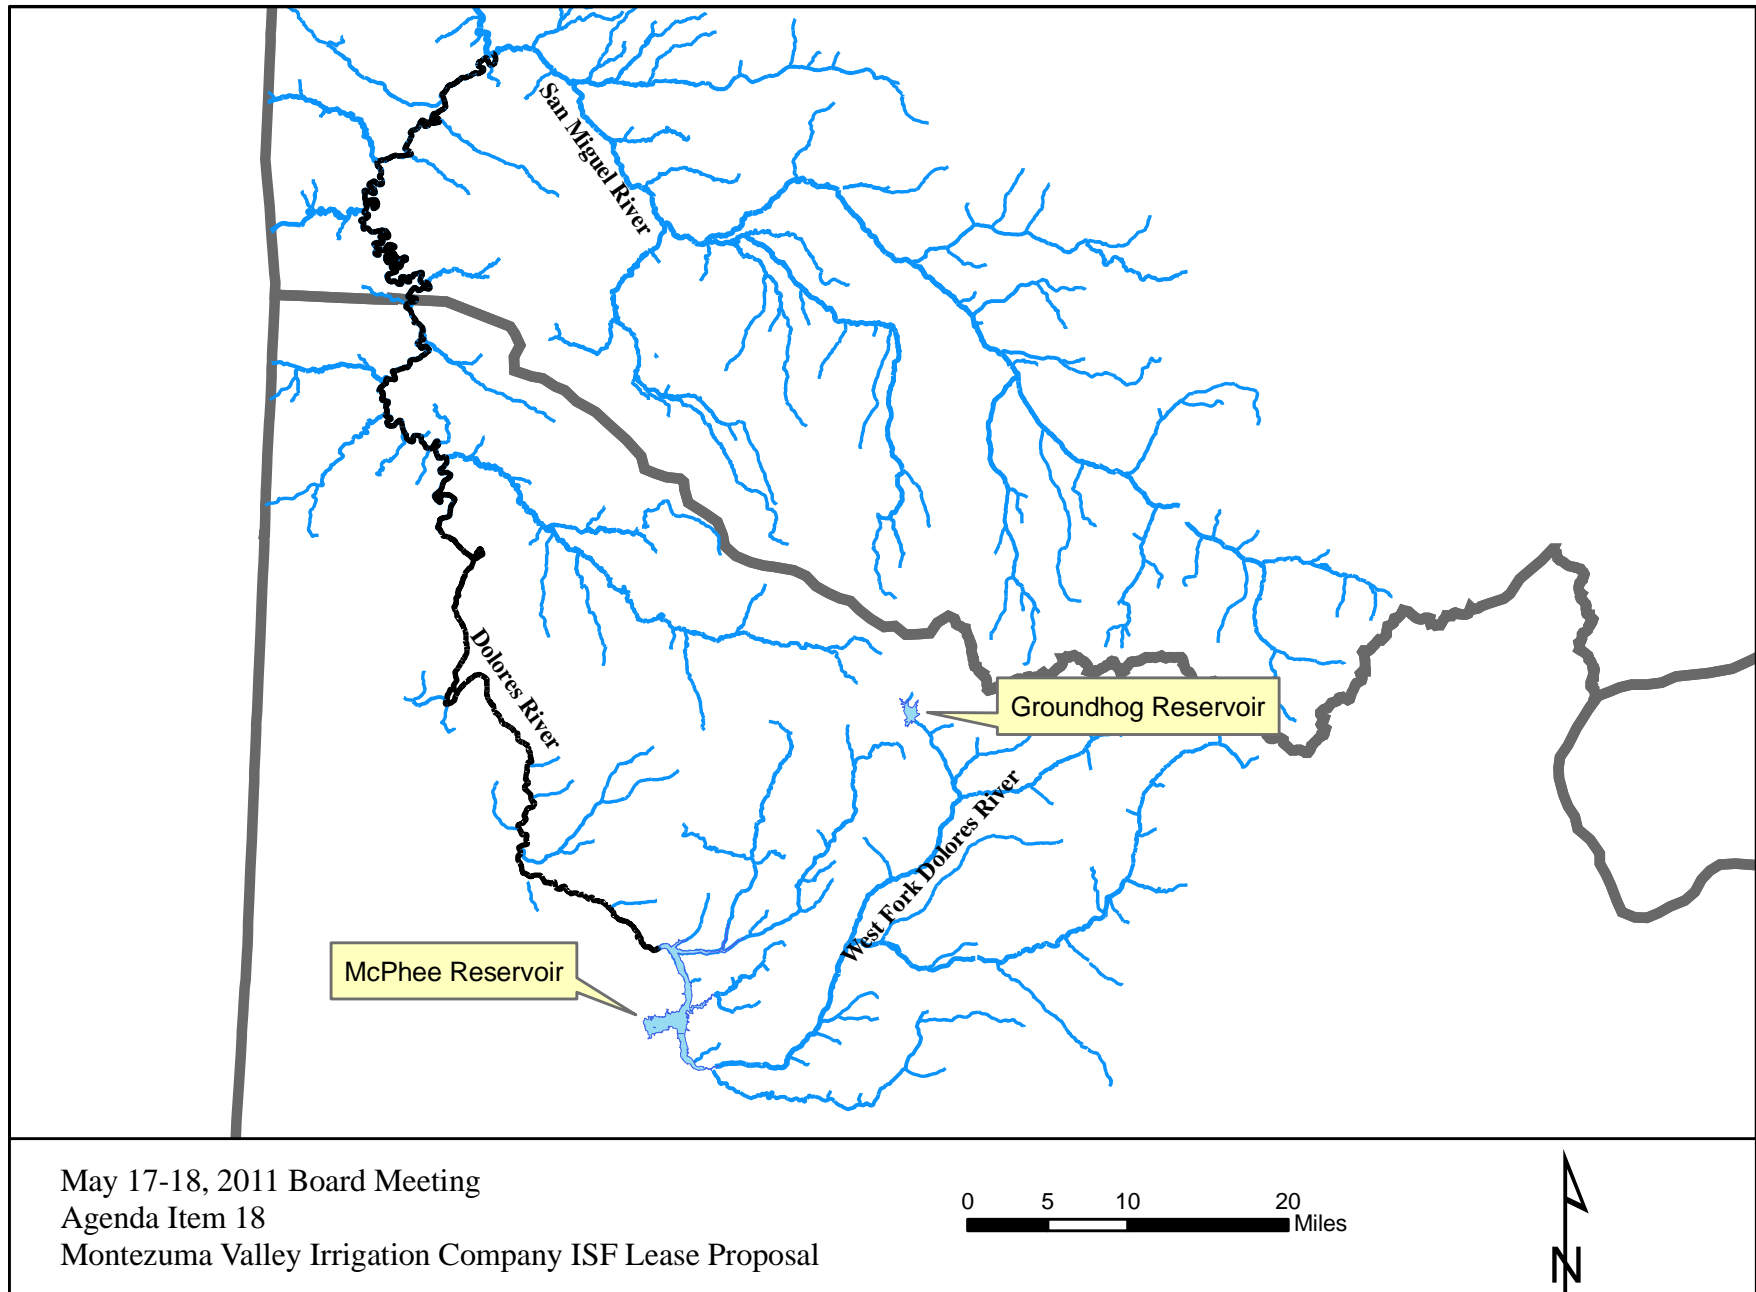 San Miguel River
Dolores River
Groundhog Reservoir
West Fork Dolores River
McPhee Reservoir
May 17-18, 2011 Board Meeting
Agenda Item 18
Montezuma Valley Irrigation Company ISF Lease Proposal
0 5 10 20
Miles
N